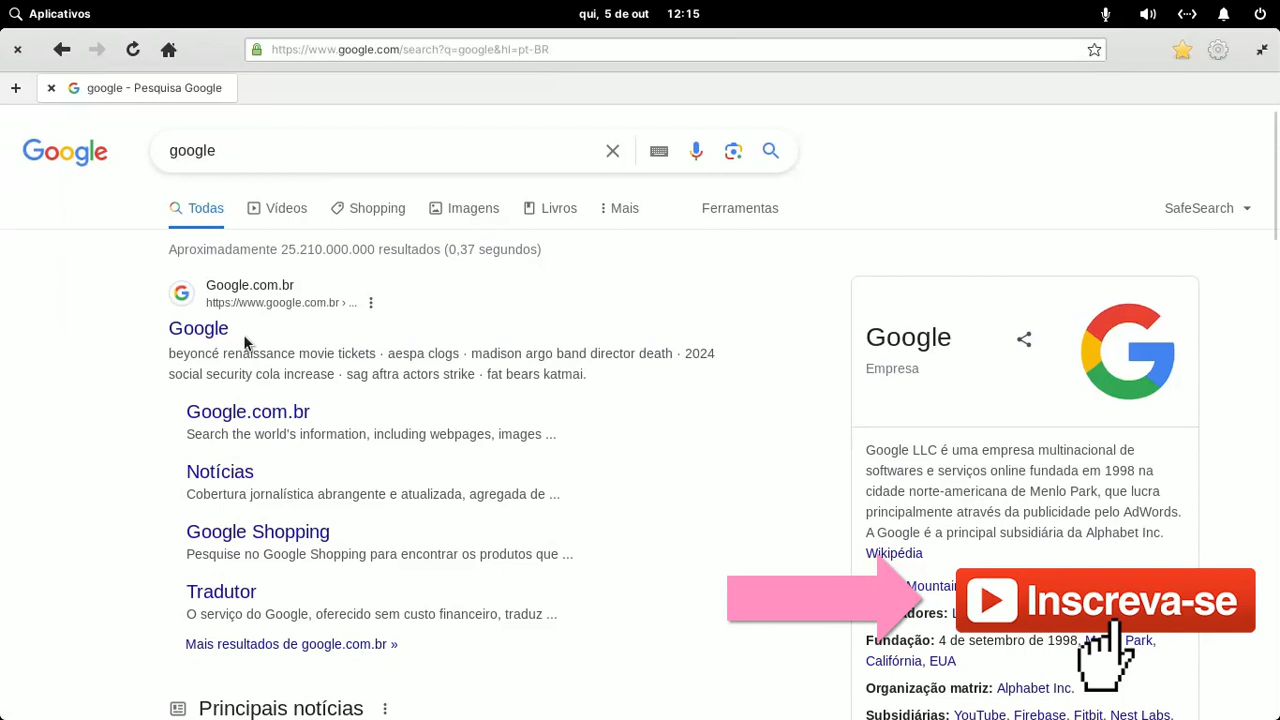 Aplicativos
qui, 5 de out 12:15
https://www.google.com/search?q=google&hl=pt-BR
google - Pesquisa Google
Google
google
Todas
Vídeos
Shopping
Imagens
Livros
Mais
Ferramentas
SafeSearch
Aproximadamente 25.210.000.000 resultados (0,37 segundos)
Google.com.br
https://www.google.com.br › ...
Google
beyoncé renaissance movie tickets · aespa clogs · madison argo band director death · 2024
social security cola increase · sag aftra actors strike · fat bears katmai.
Google.com.br
Search the world's information, including webpages, images ...
Notícias
Cobertura jornalística abrangente e atualizada, agregada de ...
Google Shopping
Pesquise no Google Shopping para encontrar os produtos que ...
Tradutor
O serviço do Google, oferecido sem custo financeiro, traduz ...
Mais resultados de google.com.br »
Principais notícias
Google
Empresa
G
Google LLC é uma empresa multinacional de
softwares e serviços online fundada em 1998 na
cidade norte-americana de Menlo Park, que lucra
principalmente através da publicidade pelo AdWords.
A Google é a principal subsidiária da Alphabet Inc.
Wikipédia
Inscreva-se
Fundação: 4 de setembro de 1998, Park,
Califórnia, EUA
Organização matriz: Alphabet Inc.
Subsidiárias: YouTube, Firebase, Fitbit, Nest Labs,